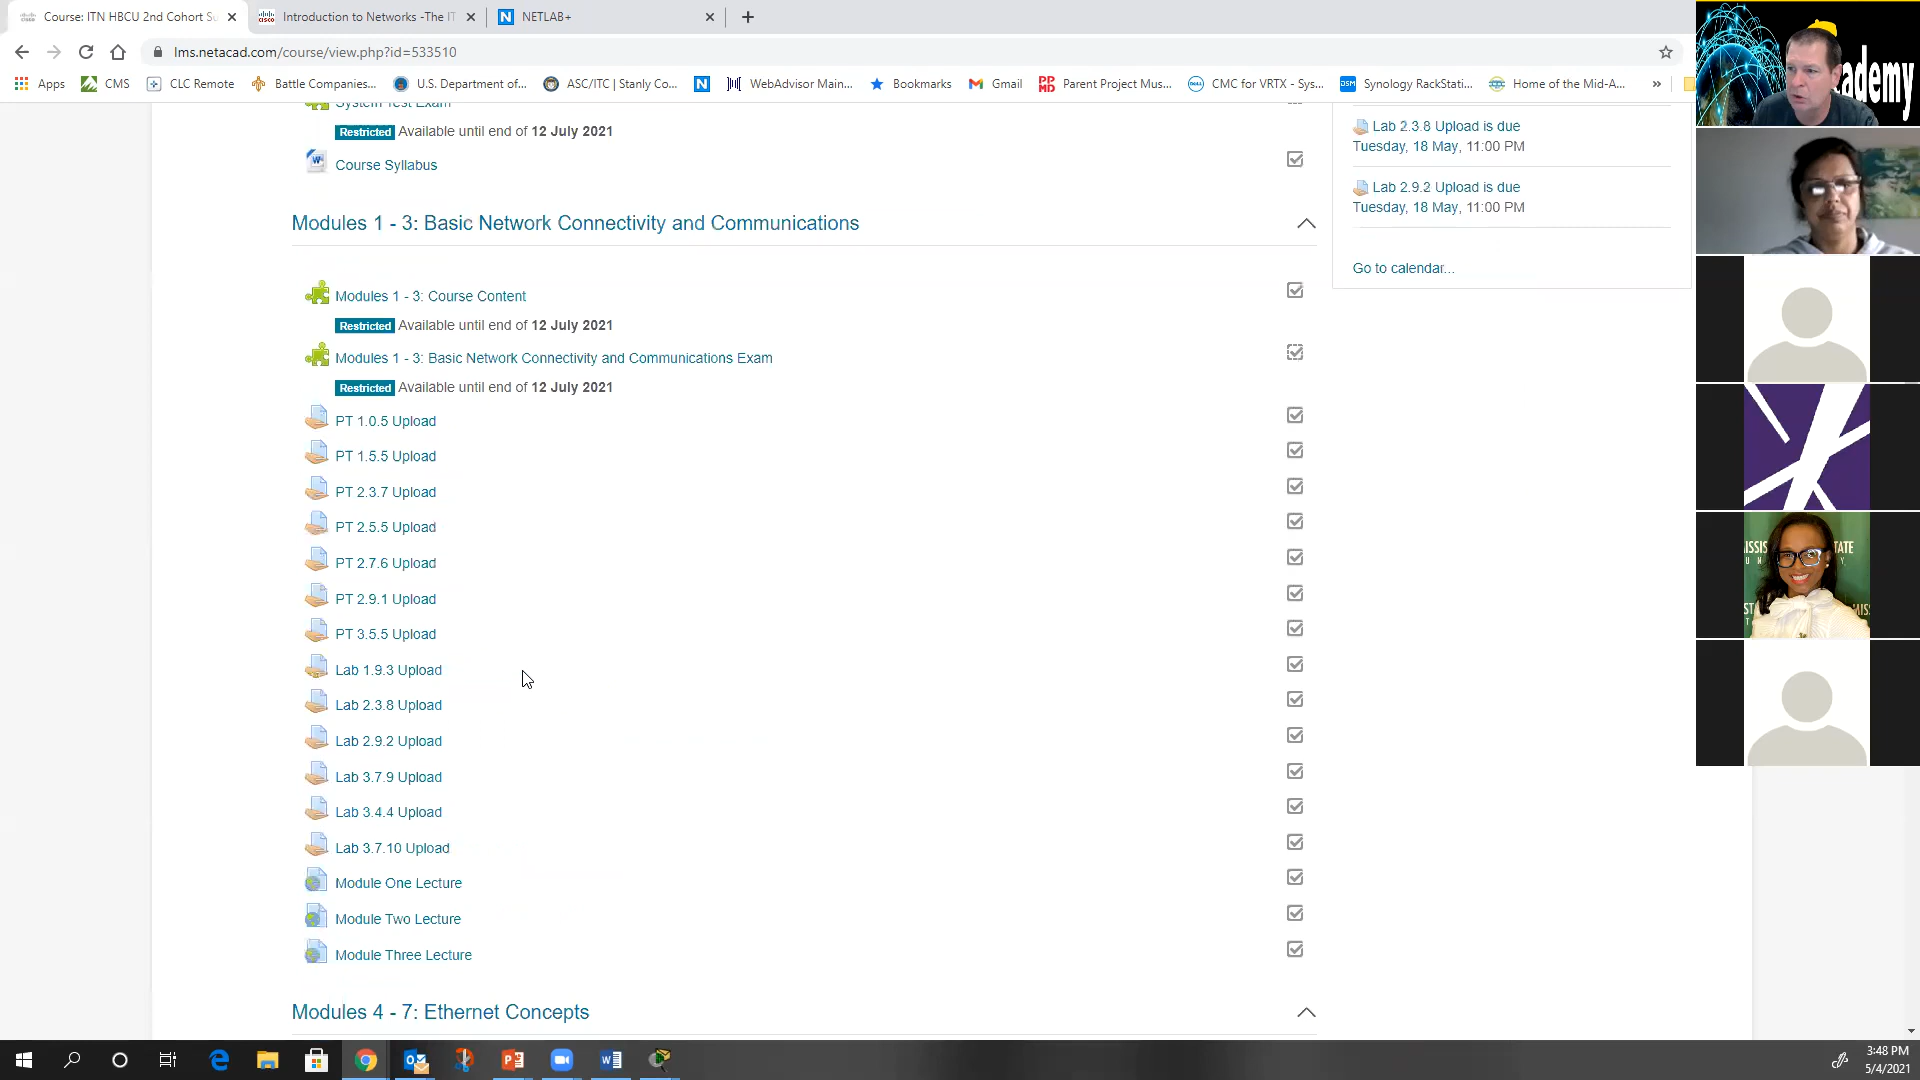 Course: ITN HBCU 2nd Cohort Su
Introduction to Networks -The IT
NETLAB+
lms.netacad.com/course/view.php?id=533510
Apps
CMS
CLC Remote
Battle Companies...
U.S. Department of...
ASC/ITC | Stanly Co...
WebAdvisor Main...
Bookmarks
Gmail
Parent Project Mus...
CMC for VRTX - Sys...
Synology RackStati...
Home of the Mid-A...
System Test Exam
Restricted Available until end of 12 July 2021
Course Syllabus
Modules 1 - 3: Basic Network Connectivity and Communications
Modules 1 - 3: Course Content
Restricted Available until end of 12 July 2021
Modules 1 - 3: Basic Network Connectivity and Communications Exam
Restricted Available until end of 12 July 2021
PT 1.0.5 Upload
PT 1.5.5 Upload
PT 2.3.7 Upload
PT 2.5.5 Upload
PT 2.7.6 Upload
PT 2.9.1 Upload
PT 3.5.5 Upload
Lab 1.9.3 Upload
Lab 2.3.8 Upload
Lab 2.9.2 Upload
Lab 3.7.9 Upload
Lab 3.4.4 Upload
Lab 3.7.10 Upload
Module One Lecture
Module Two Lecture
Module Three Lecture
Modules 4 - 7: Ethernet Concepts
Lab 2.3.8 Upload is due
Tuesday, 18 May, 11:00 PM
Lab 2.9.2 Upload is due
Tuesday, 18 May, 11:00 PM
Go to calendar...
ademy
3:48 PM
5/4/2021